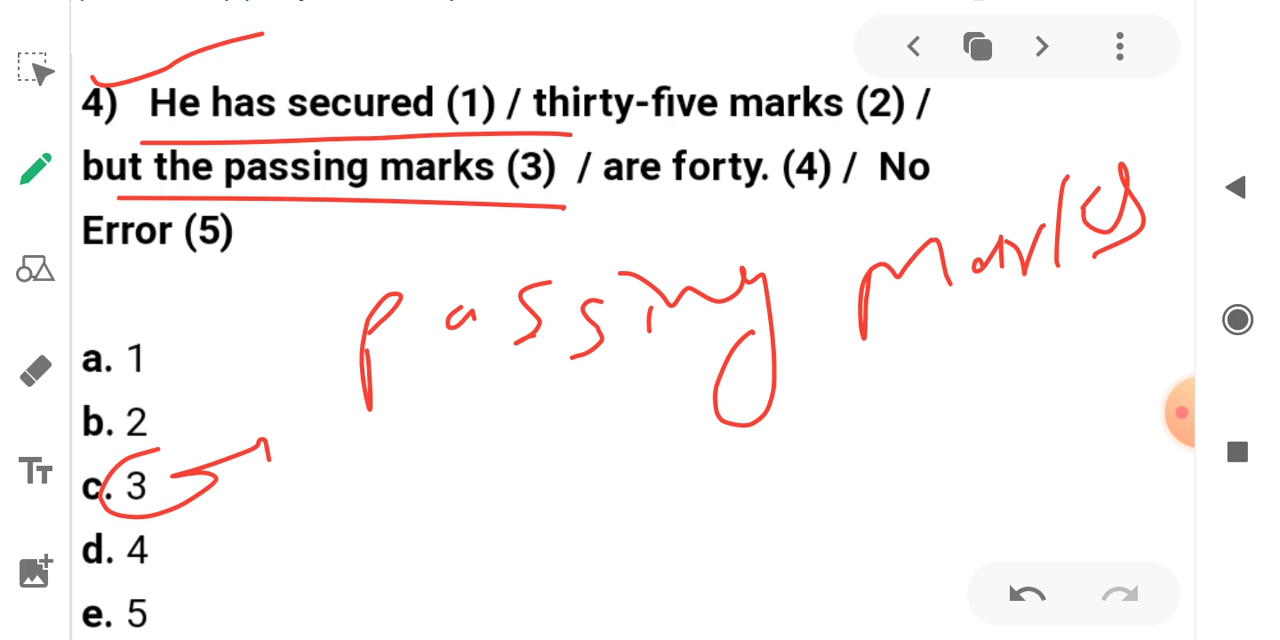 4) He has secured (1) / thirty-five marks (2) /
but the passing marks (3) / are forty. (4) / No
Error (5)
passing Marks
a. 1
b. 2
c. 3
d. 4
e. 5
TT